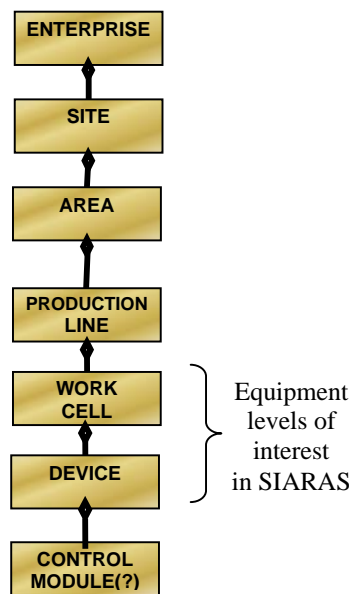 ENTERPRISE
SITE
AREA
PRODUCTION
LINE
WORK
CELL
DEVICE
CONTROL
MODULE(?)
Equipment
levels of
interest
in SIARAS